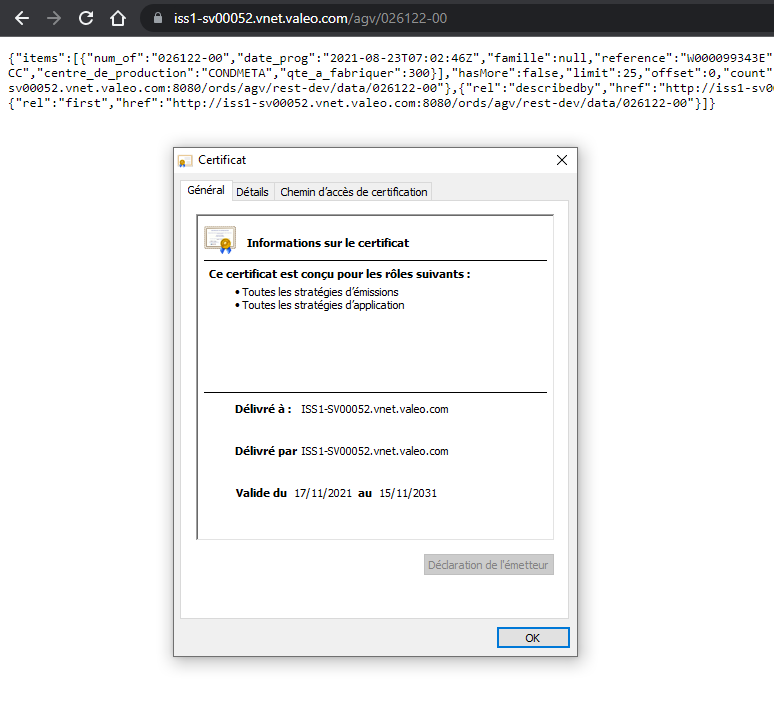 iss1-sv00052.vnet.valeo.com/agv/026122-00
{"items":[{"num_of":"026122-00","date_prog":"2021-08-23T07:02:46Z","famille":null,"reference":"W000099343E"
CC","centre_de_production":"CONDMETA","qte_a_fabriquer":300}],"hasMore":false,"limit":25,"offset":0,"count"
sv00052.vnet.valeo.com:8080/ords/agv/rest-dev/data/026122-00"},{"rel":"describedby","href":"http://iss1-sv00
{"rel":"first","href":"http://iss1-sv00052.vnet.valeo.com:8080/ords/agv/rest-dev/data/026122-00"}]}
Certificat
Général Détails Chemin d'accès de certification
Informations sur le certificat
Ce certificat est conçu pour les rôles suivants :
• Toutes les stratégies d'émissions
• Toutes les stratégies d'application
Délivré à : ISS1-SV00052.vnet.valeo.com
Délivré par ISS1-SV00052.vnet.valeo.com
Valide du 17/11/2021 au 15/11/2031
Déclaration de l'émetteur
OK